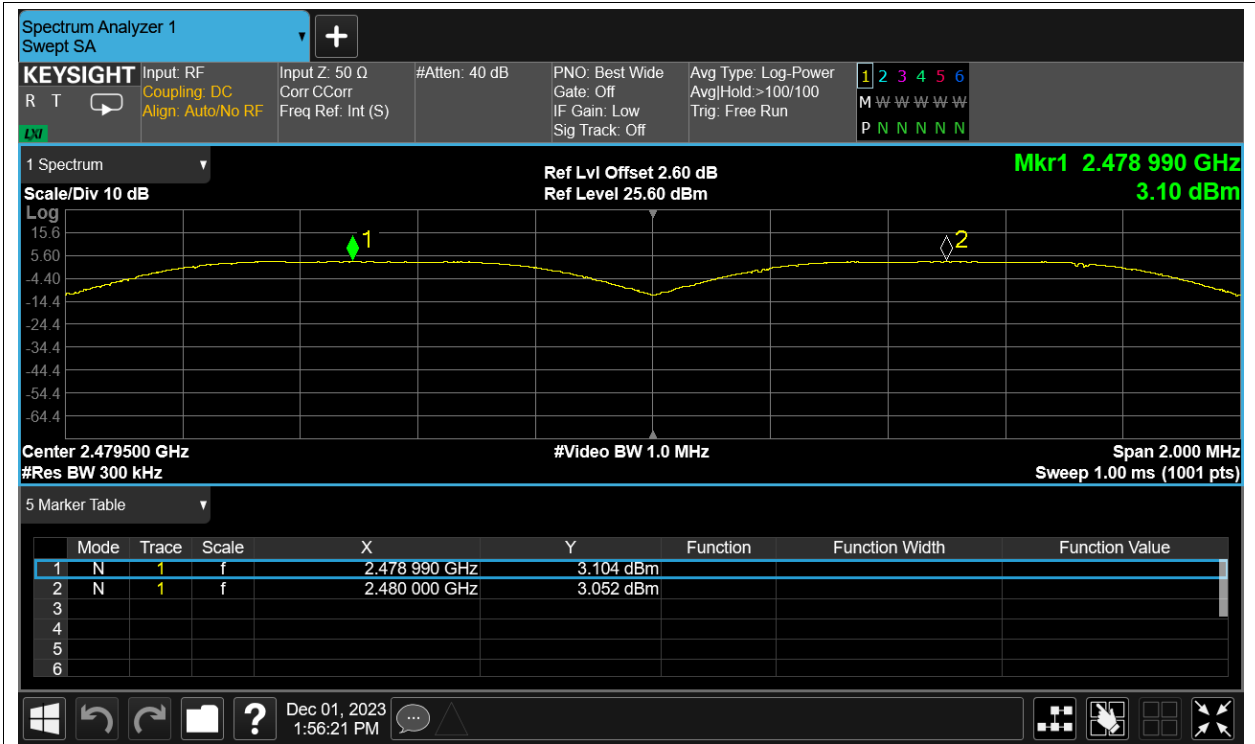 Spectrum Analyzer 1
Swept SA
+
KEYSIGHT
R T
LXI
Input: RF
Coupling: DC
Align: Auto/No RF
Input Z: 50 Ω
Corr CCorr
Freq Ref: Int (S)
#Atten: 40 dB
PNO: Best Wide
Gate: Off
IF Gain: Low
Sig Track: Off
Avg Type: Log-Power
Avg|Hold:>100/100
Trig: Free Run
1 2 3 4 5 6
M W W W W W
P N N N N N
1 Spectrum
Scale/Div 10 dB
Ref Lvl Offset 2.60 dB
Ref Level 25.60 dBm
Mkr1 2.478 990 GHz
3.10 dBm
Log
15.6
5.60
-4.40
-14.4
-24.4
-34.4
-44.4
-54.4
-64.4
1
2
Center 2.479500 GHz
#Res BW 300 kHz
#Video BW 1.0 MHz
Span 2.000 MHz
Sweep 1.00 ms (1001 pts)
5 Marker Table
Mode Trace Scale X Y Function Function Width Function Value
1 N 1 f 2.478 990 GHz 3.104 dBm
2 N 1 f 2.480 000 GHz 3.052 dBm
3
4
5
6
?
Dec 01, 2023
1:56:21 PM